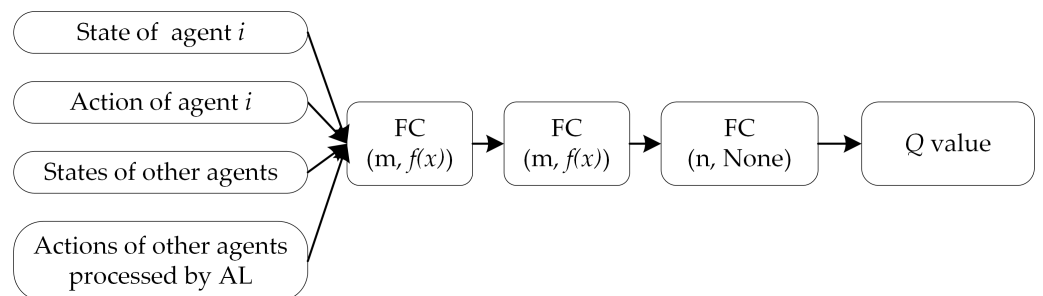 State of agent i
Action of agent i
States of other agents
Actions of other agents
processed by AL
FC
(m, f(x))
FC
(m, f(x))
FC
(n, None)
Q value